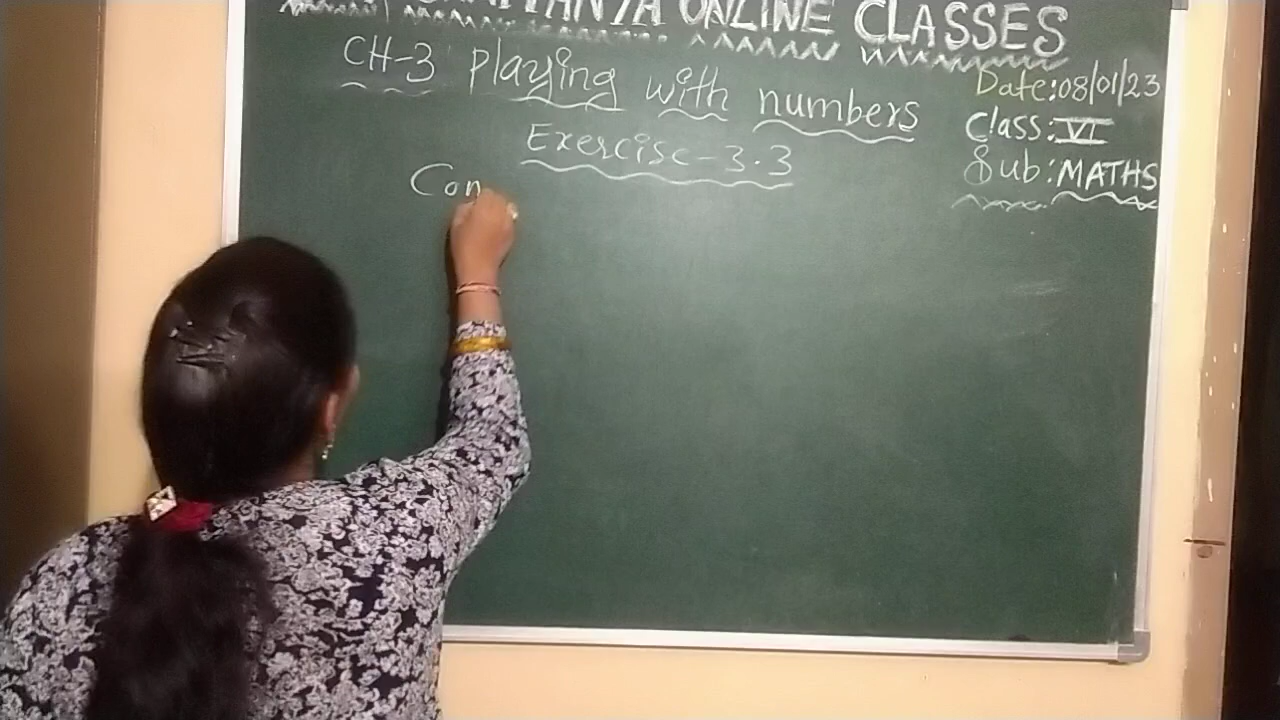 ONLINE CLASSES
CH-3 Playing with numbers
Date:08/01/23
Class:VI
Sub:MATHS
Exercise-3.3
Con